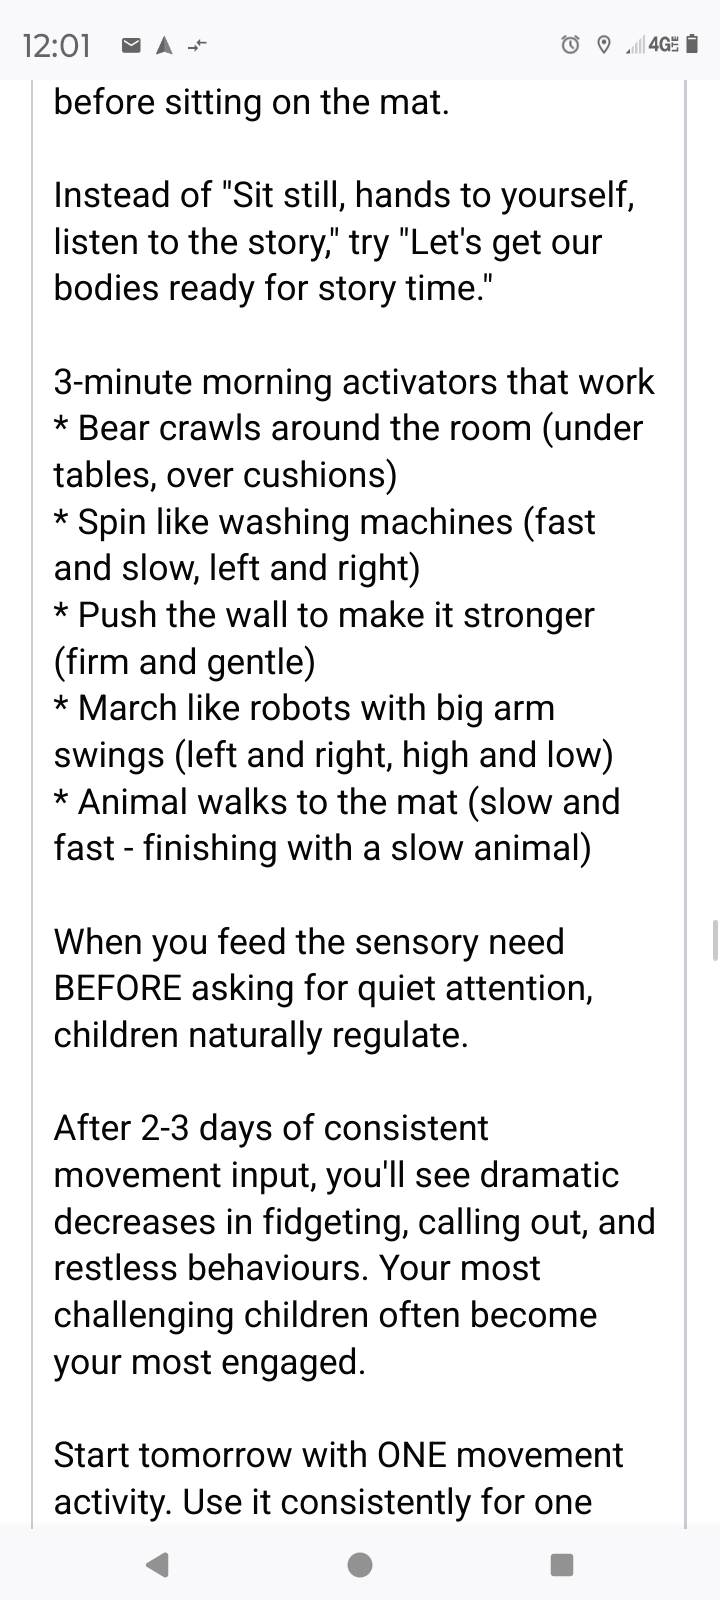 12:01
4GE
before sitting on the mat.
Instead of "Sit still, hands to yourself,
listen to the story," try "Let's get our
bodies ready for story time."
3-minute morning activators that work
* Bear crawls around the room (under
tables, over cushions)
* Spin like washing machines (fast
and slow, left and right)
* Push the wall to make it stronger
(firm and gentle)
* March like robots with big arm
swings (left and right, high and low)
* Animal walks to the mat (slow and
fast - finishing with a slow animal)
When you feed the sensory need
BEFORE asking for quiet attention,
children naturally regulate.
After 2-3 days of consistent
movement input, you'll see dramatic
decreases in fidgeting, calling out, and
restless behaviours. Your most
challenging children often become
your most engaged.
Start tomorrow with ONE movement
activity. Use it consistently for one